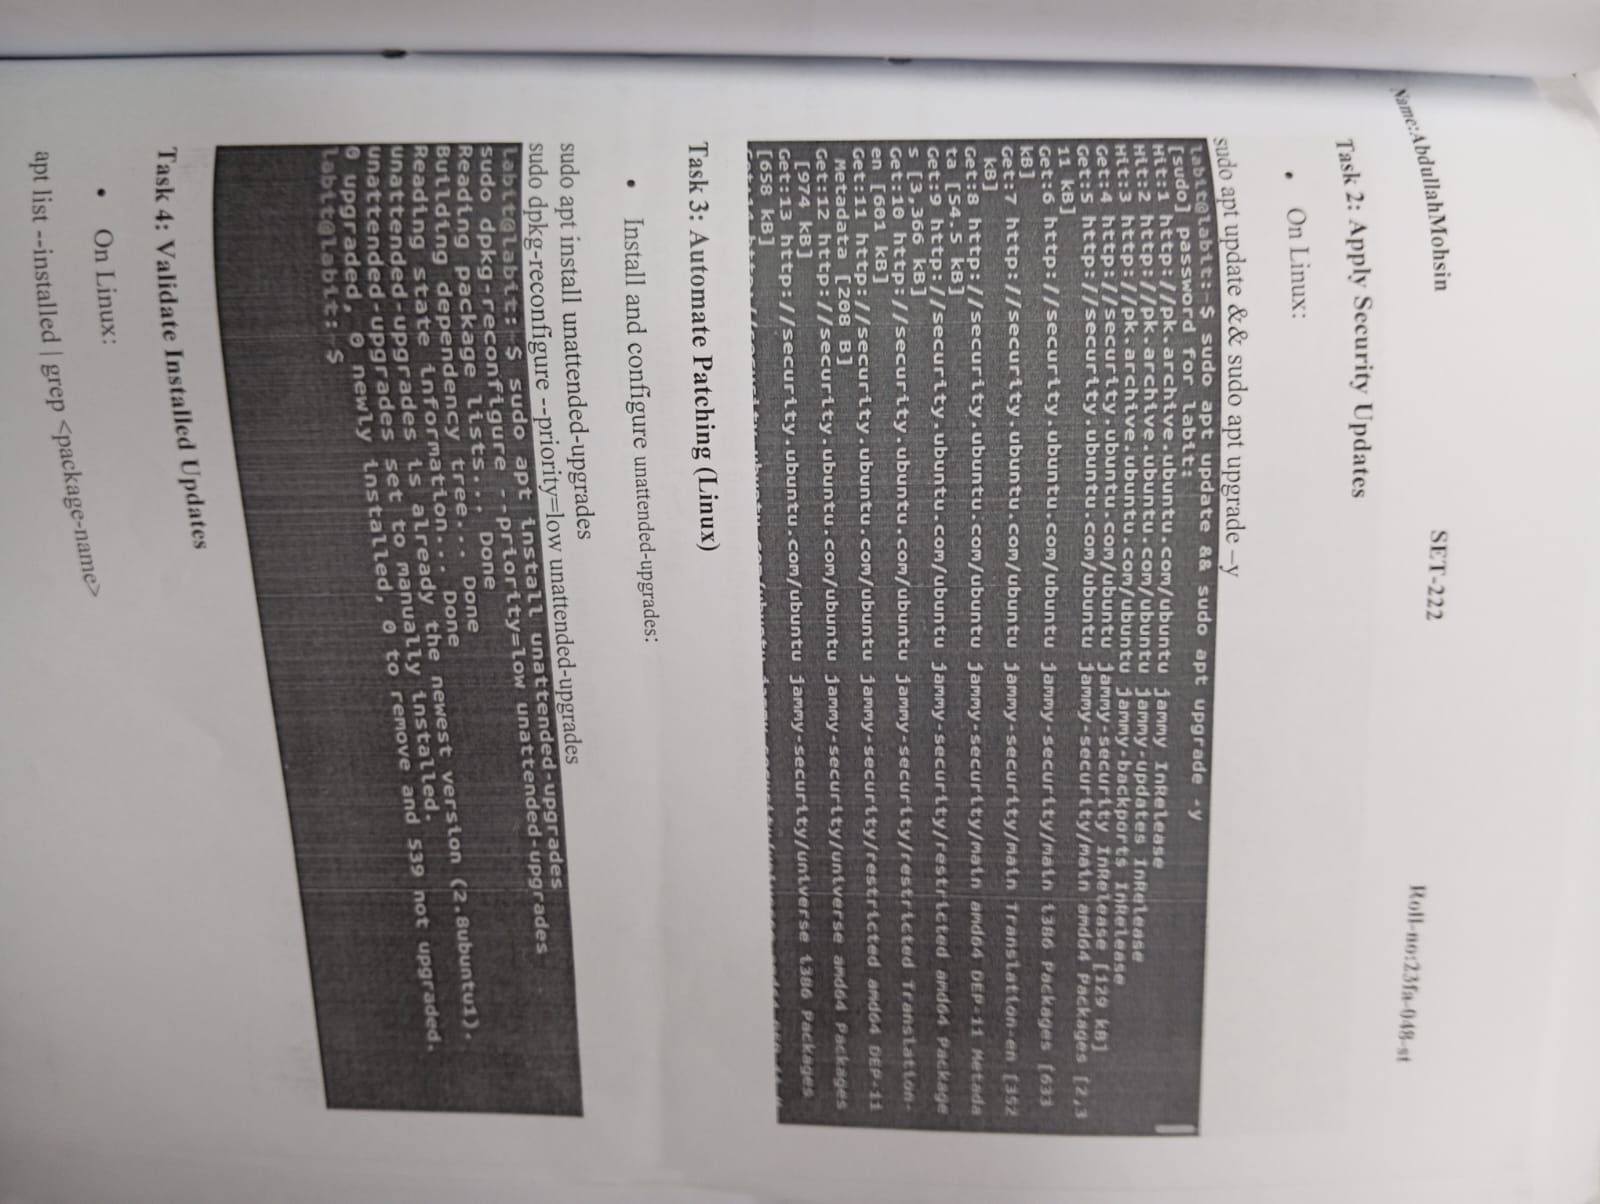 Name:AbdullahMohsin SET-222 Roll-no:23fa-048-st
Task 2: Apply Security Updates
• On Linux:
sudo apt update && sudo apt upgrade –y
labit@labit:~$ sudo apt update && sudo apt upgrade -y
[sudo] password for labit:
Hit:1 http://pk.archive.ubuntu.com/ubuntu jammy InRelease
Hit:2 http://pk.archive.ubuntu.com/ubuntu jammy-updates InRelease
Hit:3 http://pk.archive.ubuntu.com/ubuntu jammy-backports InRelease
Get:4 http://security.ubuntu.com/ubuntu jammy-security InRelease [129 kB]
Get:5 http://security.ubuntu.com/ubuntu jammy-security/main amd64 Packages [2,3
11 kB]
Get:6 http://security.ubuntu.com/ubuntu jammy-security/main i386 Packages [633
kB]
Get:7 http://security.ubuntu.com/ubuntu jammy-security/main Translation-en [352
kB]
Get:8 http://security.ubuntu.com/ubuntu jammy-security/main amd64 DEP-11 Metada
ta [54.5 kB]
Get:9 http://security.ubuntu.com/ubuntu jammy-security/restricted amd64 Package
s [3,366 kB]
Get:10 http://security.ubuntu.com/ubuntu jammy-security/restricted Translation-
en [601 kB]
Get:11 http://security.ubuntu.com/ubuntu jammy-security/restricted amd64 DEP-11
Metadata [208 B]
Get:12 http://security.ubuntu.com/ubuntu jammy-security/universe amd64 Packages
[974 kB]
Get:13 http://security.ubuntu.com/ubuntu jammy-security/universe i386 Packages
[658 kB]
Task 3: Automate Patching (Linux)
• Install and configure unattended-upgrades:
sudo apt install unattended-upgrades
sudo dpkg-reconfigure --priority=low unattended-upgrades
labit@labit:~$ sudo apt install unattended-upgrades
sudo dpkg-reconfigure --priority=low unattended-upgrades
Reading package lists... Done
Building dependency tree... Done
Reading state information... Done
unattended-upgrades is already the newest version (2.8ubuntu1).
unattended-upgrades set to manually installed.
0 upgraded, 0 newly installed, 0 to remove and 539 not upgraded.
labit@labit:~$
Task 4: Validate Installed Updates
• On Linux:
apt list --installed | grep <package-name>